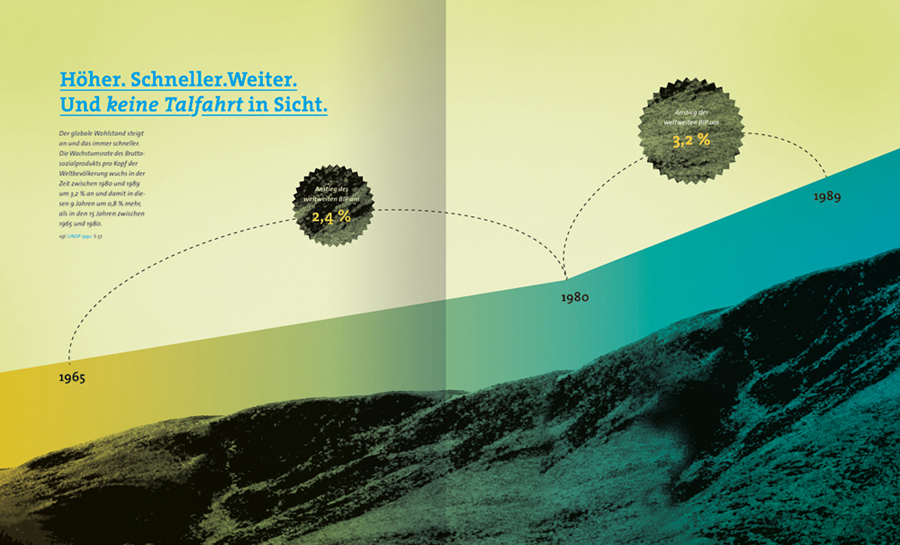 Höher. Schneller.Weiter.
Und keine Talfahrt in Sicht.
Der globale Wohlstand steigt
an und das immer schneller.
Die Wachstumsrate des Brutto-
sozialprodukts pro Kopf der
Weltbevölkerung wuchs in der
Zeit zwischen 1980 und 1989
um 3,2 % an und damit in die-
sen 9 Jahren um 0,8 % mehr,
als in den 15 Jahren zwischen
1965 und 1980.
vgl. UNDP 1990: S
Anstieg des
weltweiten BIP um
2,4 %
Anstieg des
weltweiten BIP um
3,2 %
1965
1980
1989